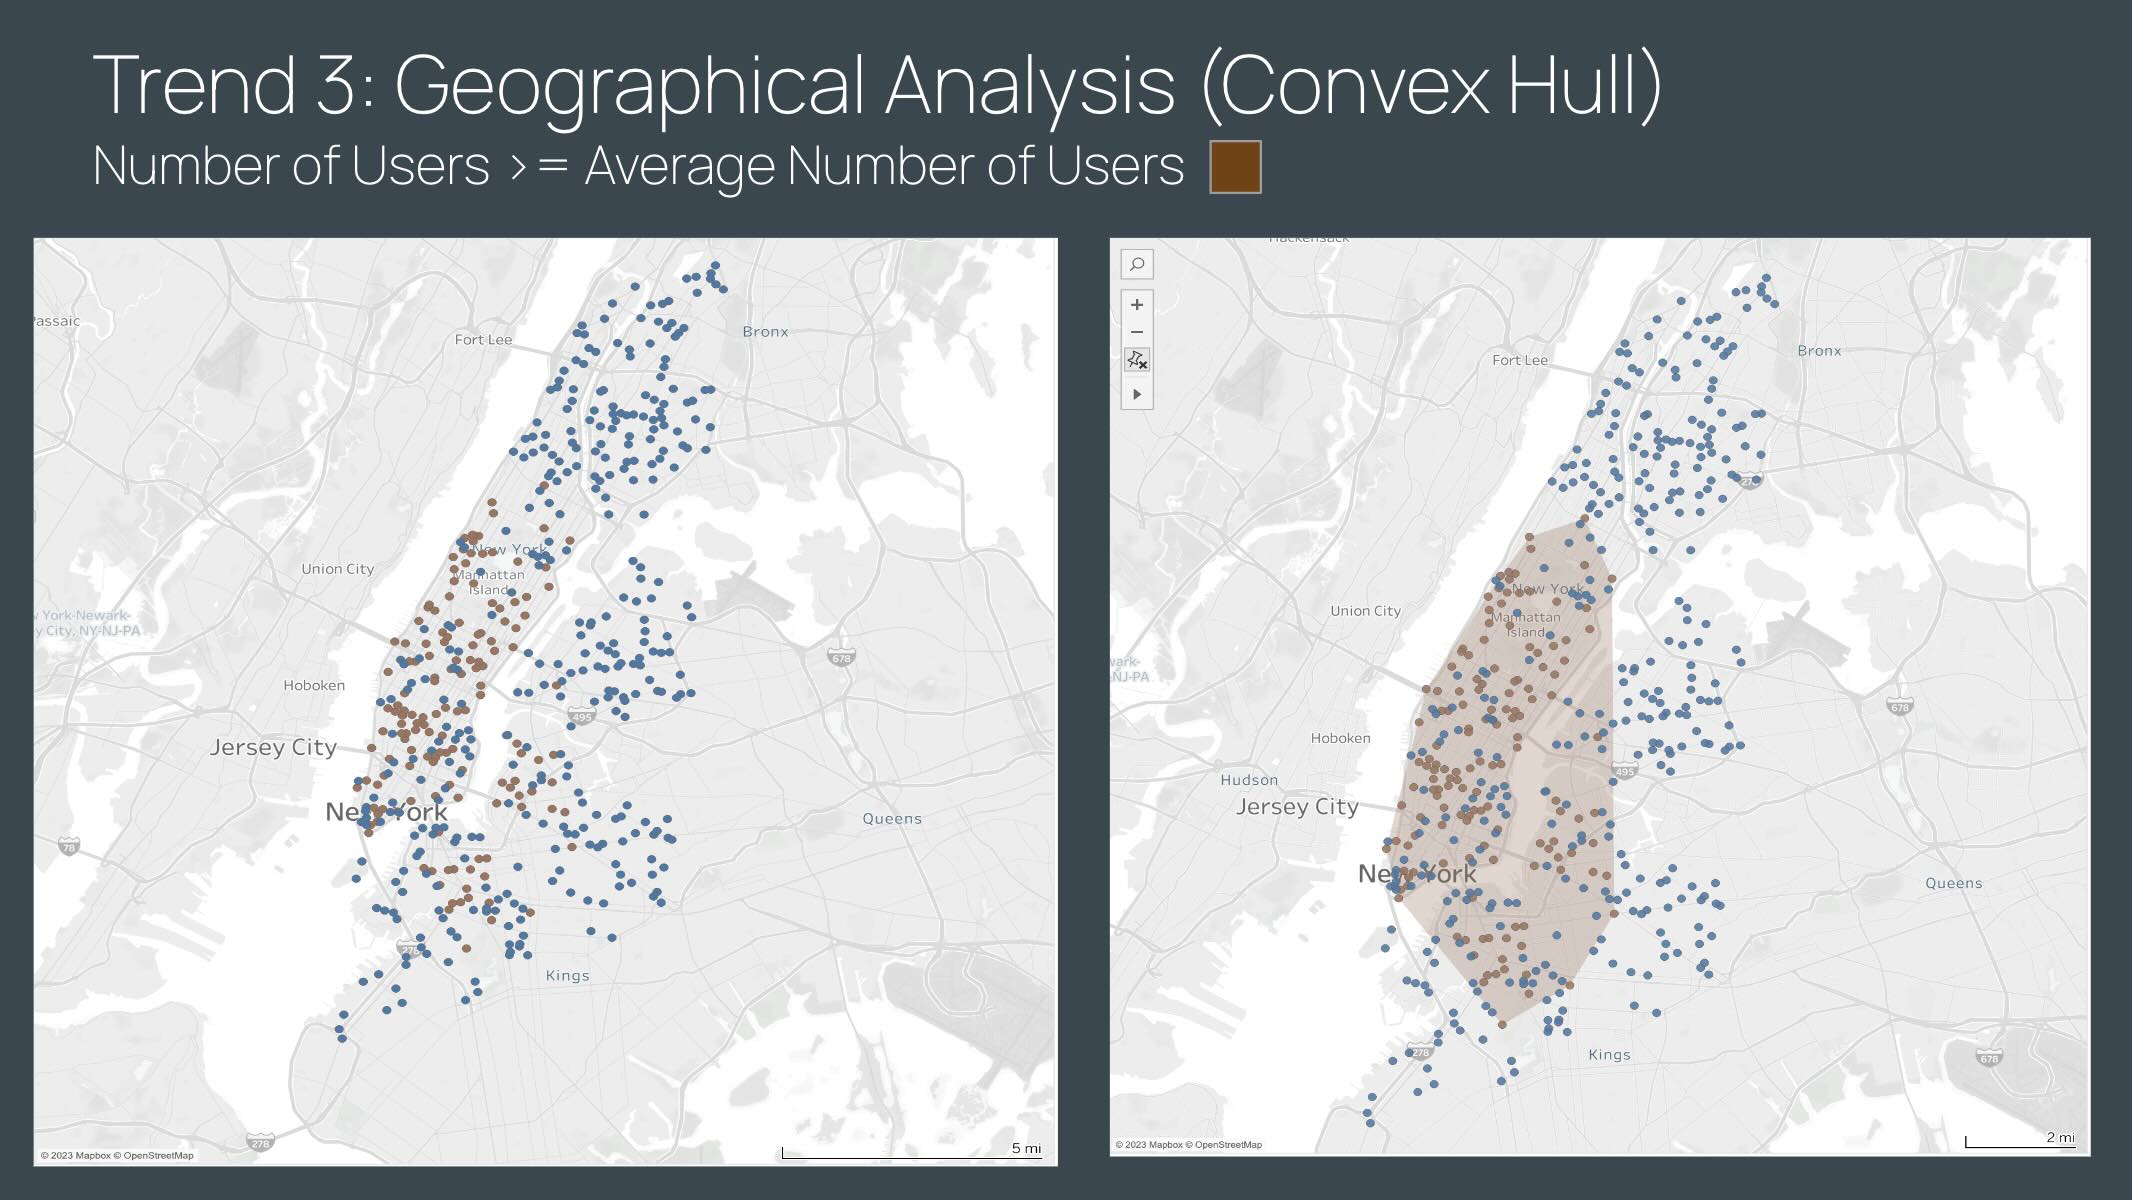 Trend 3: Geographical Analysis (Convex Hull)
Number of Users >= Average Number of Users
Passaic
Fort Lee
Bronx
New York
Manhattan
Island
Union City
w York-Newark-
y City, NY-NJ-PA
678
Hoboken
495
Jersey City
New York
78
Queens
278
Kings
278
5 mi
© 2023 Mapbox © OpenStreetMap
Hackensack
Fort Lee
Bronx
27
New York
Manhattan
Island
Union City
wark-
-NJ-PA
678
Hoboken
495
Hudson
Jersey City
New York
Queens
278
Kings
678
2 mi
© 2023 Mapbox © OpenStreetMap